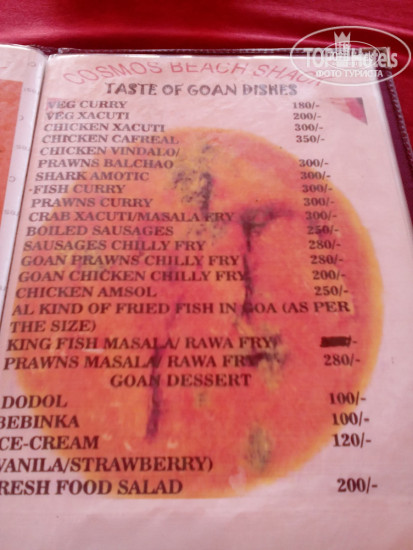 COSMOS BEACH SHACK
TopHotels
ФОТО ТУРИСТА
TASTE OF GOAN DISHES
VEG CURRY 180/-
VEG XACUTI 200/-
CHICKEN XACUTI 300/-
CHICKEN CAFREAL 350/-
CHICKEN VINDALO/
PRAWNS BALCHAO 300/-
SHARK AMOTIC 300/-
-FISH CURRY 300/-
PRAWNS CURRY 300/-
CRAB XACUTI/MASALA FRY 300/-
BOILED SAUSAGES 250/-
SAUSAGES CHILLY FRY 280/-
GOAN PRAWNS CHILLY FRY 280/-
GOAN CHICKEN CHILLY FRY 200/-
CHICKEN AMSOL 250/-
AL KIND OF FRIED FISH IN GOA (AS PER
THE SIZE)
KING FISH MASALA/ RAWA FRY /-
PRAWNS MASALA/ RAWA FRY 280/-
GOAN DESSERT
DODOL 100/-
BEBINKA 100/-
CE-CREAM 120/-
VANILA/STRAWBERRY)
RESH FOOD SALAD 200/-